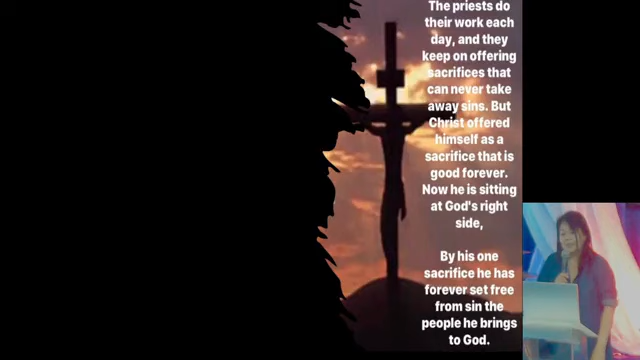 The priests do
their work each
day, and they
keep on offering
sacrifices that
can never take
away sins. But
Christ offered
himself as a
sacrifice that is
good forever.
Now he is sitting
at God's right
side,
By his one
sacrifice he has
forever set free
from sin the
people he brings
to God.